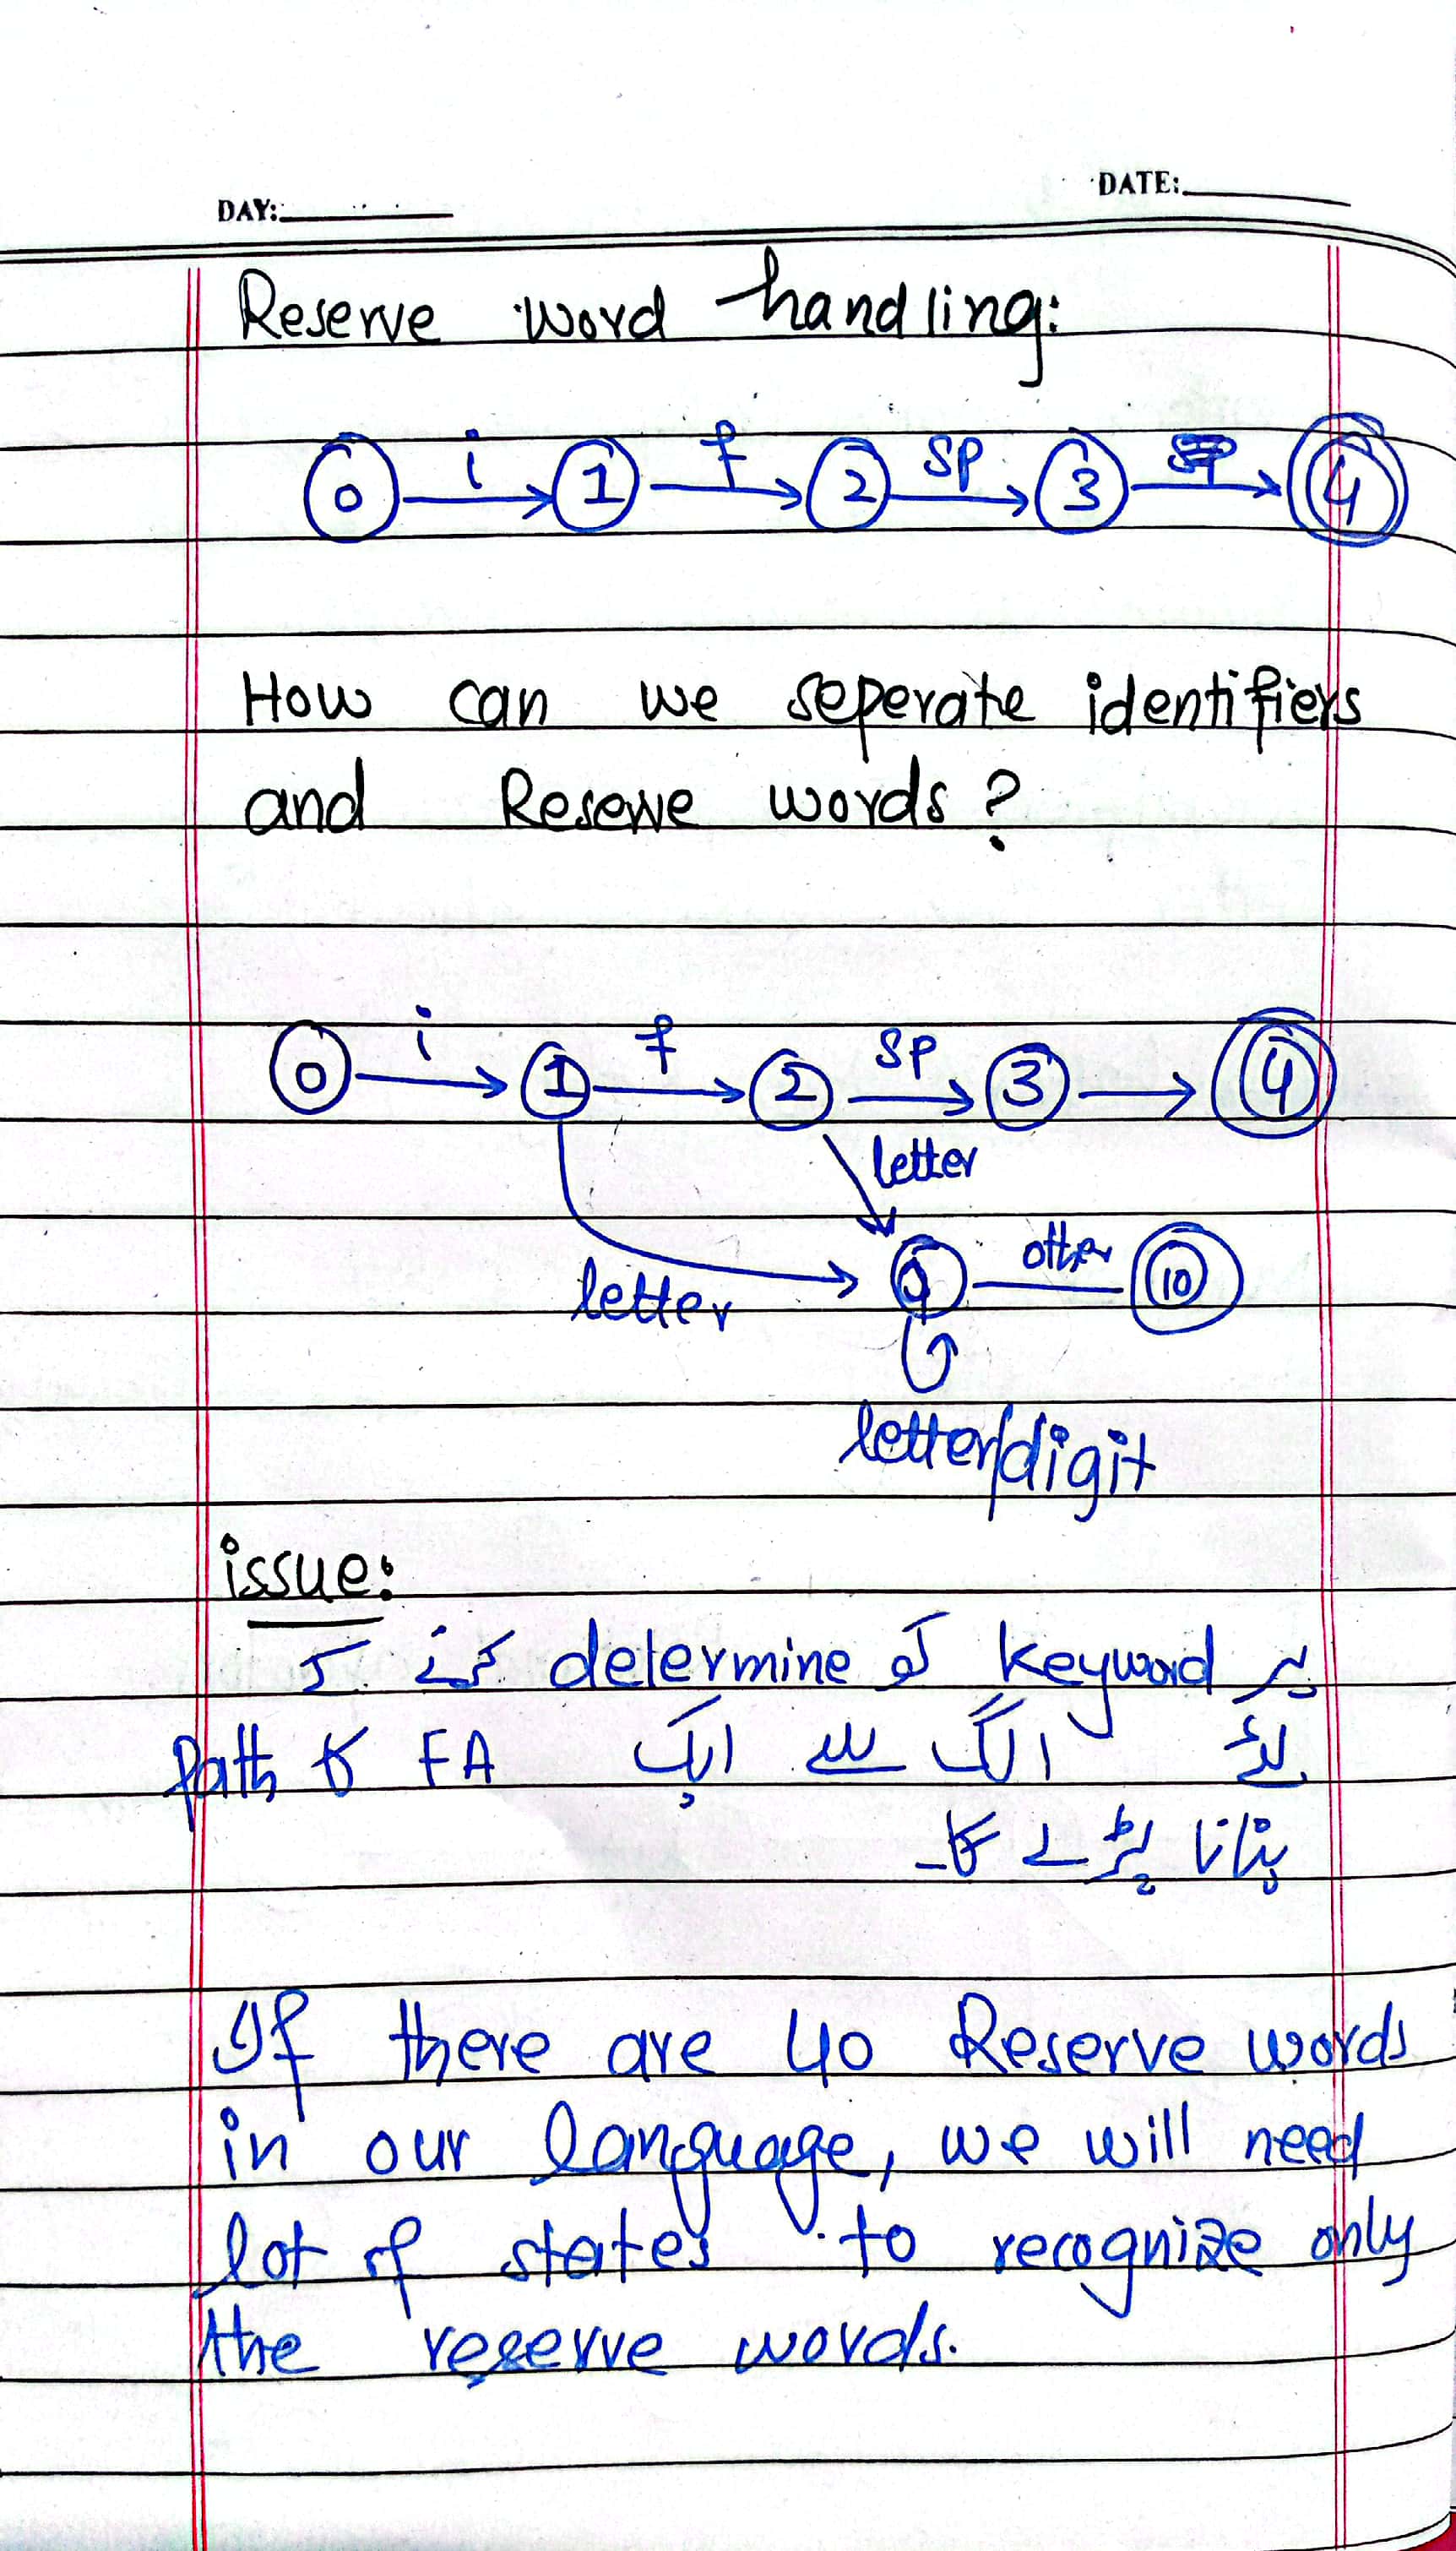 DAY:
DATE:
Reserve word handling:
i f sp
0 1 2 3 4
How can we seperate identifiers
and Reserve words?
i f sp
0 1 2 3 4
letter
letter 9 other 10
letter/digit
issue:
ہر keyword کو determine کرنے کے
لئے الگ سے ایک FA کا path
بنانا پڑے گا۔
If there are 40 Reserve words
in our language, we will need
lot of states to recognize only
the reserve words.